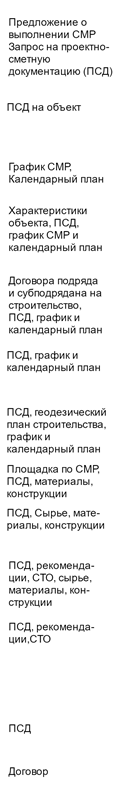 Предложение о
выполнении СМР
Запрос на проектно-
сметную
документацию (ПСД)
ПСД на объект
График СМР,
Календарный план
Характеристики
объекта, ПСД,
график СМР и
календарный план
Договора подряда
и субподрядана на
строительство,
ПСД, график и
календарный план
ПСД, график и
календарный план
ПСД, геодезический
план строительства,
график и
календарный план
Площадка по СМР,
ПСД, материалы,
конструкции
ПСД, Сырье, мате-
риалы, конструкции
ПСД, рекоменда-
ции, СТО, сырье,
материалы, кон-
струкции
ПСД, рекоменда-
ции,СТО
ПСД
Договор